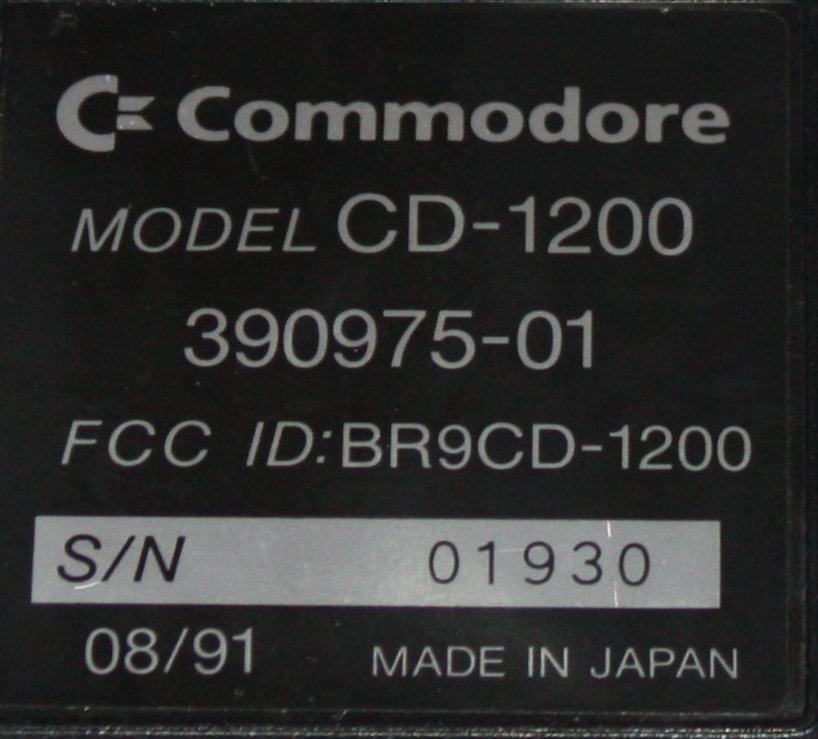 Commodore
MODEL CD-1200
390975-01
FCC ID:BR9CD-1200
S/N 01930
08/91 MADE IN JAPAN